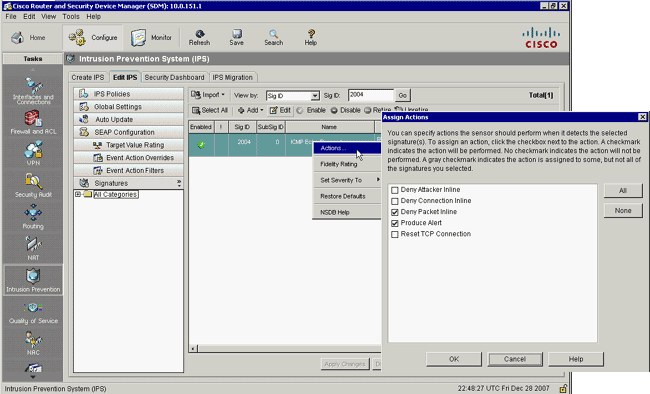 Cisco Router and Security Device Manager (SDM): 10.0.151.1
File Edit View Tools Help
Home Configure Monitor Refresh Save Search Help
CISCO
Tasks
Interfaces and Connections
Firewall and ACL
VPN
Security Audit
Routing
NAT
Intrusion Prevention
Quality of Service
NAC
Intrusion Prevention System (IPS)
Create IPS Edit IPS Security Dashboard IPS Migration
IPS Policies
Global Settings
Auto Update
SEAP Configuration
Target Value Rating
Event Action Overrides
Event Action Filters
Signatures
All Categories
Import View by: Sig ID Sig ID: 2004 Go Total[1]
Select All Add Edit Enable Disable Retire Unretire
Enabled ! Sig ID SubSig ID Name
2004 0 ICMP
Actions...
Fidelity Rating
Set Severity To
Restore Defaults
NSDB Help
Apply Changes
Assign Actions
You can specify actions the sensor should perform when it detects the selected
signature(s). To assign an action, click the checkbox next to the action. A checkmark
indicates the action will be performed. No checkmark indicates the action will not be
performed. A gray checkmark indicates the action is assigned to some, but not all of
the signatures you selected.
Deny Attacker Inline
Deny Connection Inline
Deny Packet Inline
Produce Alert
Reset TCP Connection
All
None
OK Cancel Help
Intrusion Prevention System (IPS) 22:48:27 UTC Fri Dec 28 2007